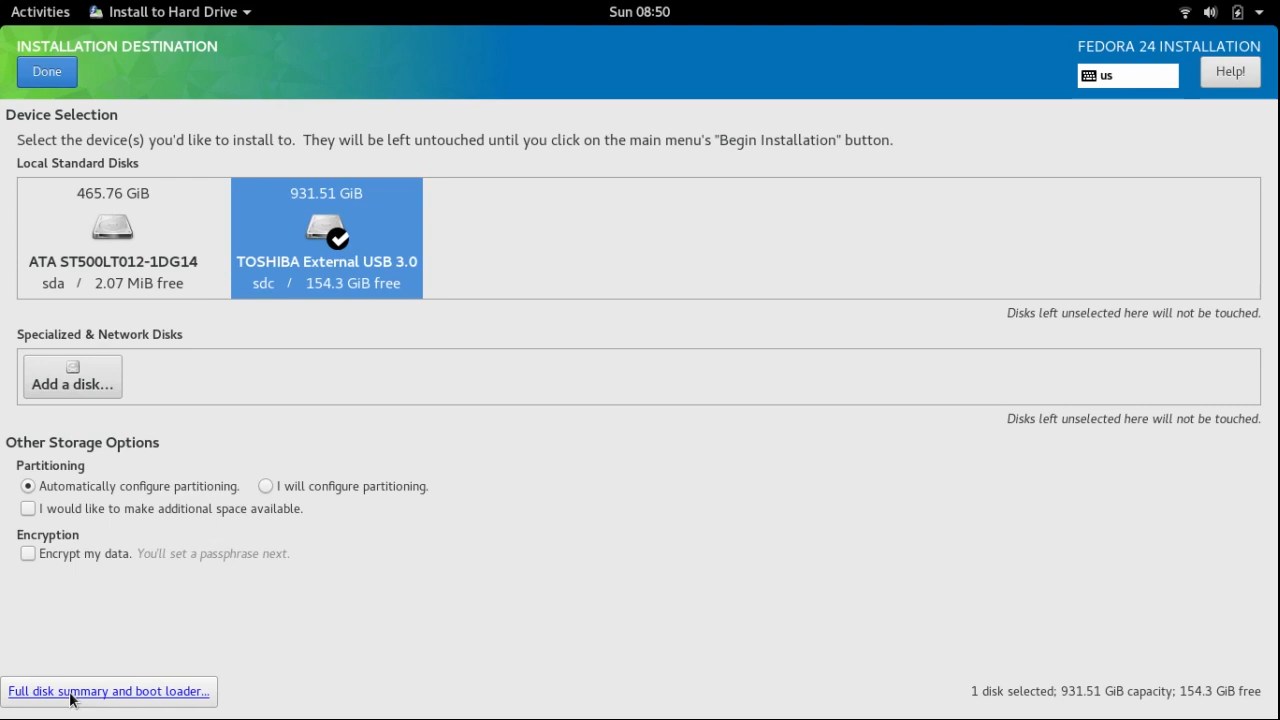 Activities Install to Hard Drive Sun 08:50
INSTALLATION DESTINATION FEDORA 24 INSTALLATION
Done us Help!
Device Selection
Select the device(s) you'd like to install to. They will be left untouched until you click on the main menu's "Begin Installation" button.
Local Standard Disks
465.76 GiB
ATA ST500LT012-1DG14
sda / 2.07 MiB free
931.51 GiB
TOSHIBA External USB 3.0
sdc / 154.3 GiB free
Disks left unselected here will not be touched.
Specialized & Network Disks
Add a disk...
Disks left unselected here will not be touched.
Other Storage Options
Partitioning
Automatically configure partitioning. I will configure partitioning.
I would like to make additional space available.
Encryption
Encrypt my data. You'll set a passphrase next.
Full disk summary and boot loader... 1 disk selected; 931.51 GiB capacity; 154.3 GiB free